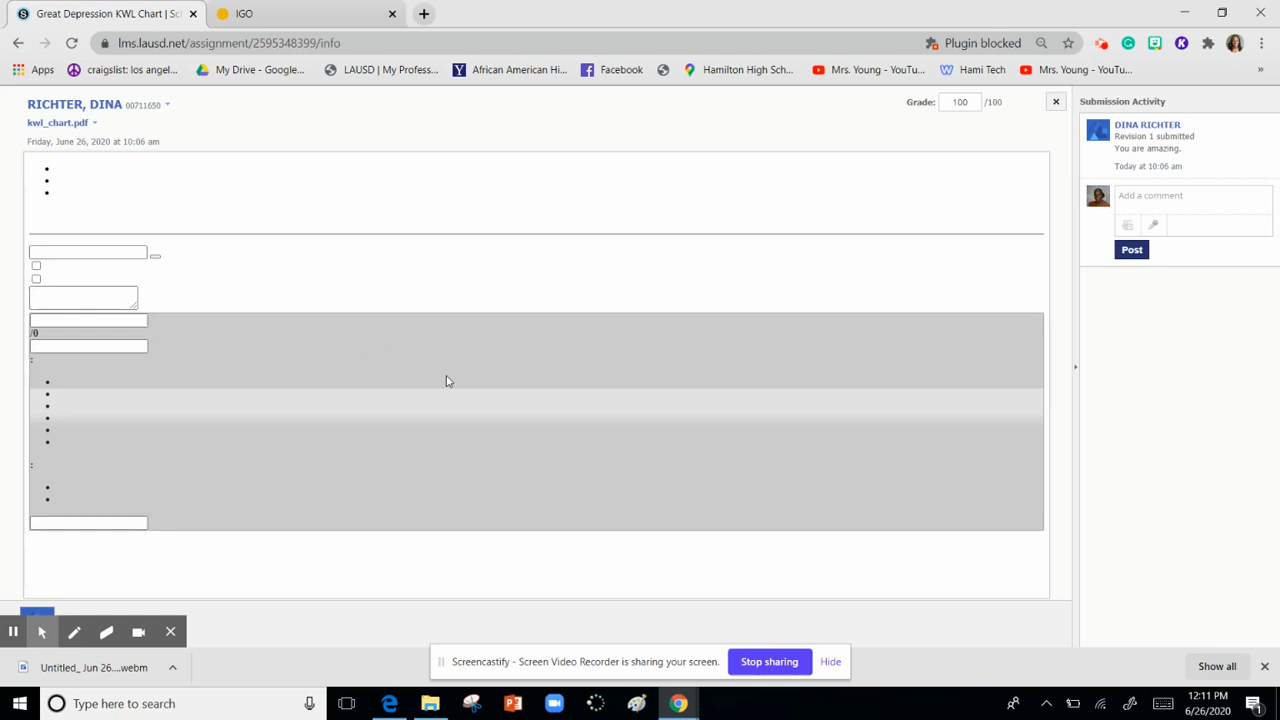 Great Depression KWL Chart | Sc
IGO
lms.lausd.net/assignment/2595348399/info
Plugin blocked
Apps
craigslist: los angel...
My Drive - Google...
LAUSD | My Profess...
African American Hi...
Facebook
Hamilton High Sch...
Mrs. Young - YouTu...
Hami Tech
Mrs. Young - YouTu...
RICHTER, DINA 00711650
Grade: 100 /100
Submission Activity
kwl_chart.pdf
Friday, June 26, 2020 at 10:06 am
DINA RICHTER
Revision 1 submitted
You are amazing.
Today at 10:06 am
Add a comment
Post
/0
:
:
Screencastify - Screen Video Recorder is sharing your screen.
Stop sharing
Hide
Untitled_ Jun 26....webm
Show all
Type here to search
12:11 PM
6/26/2020
1